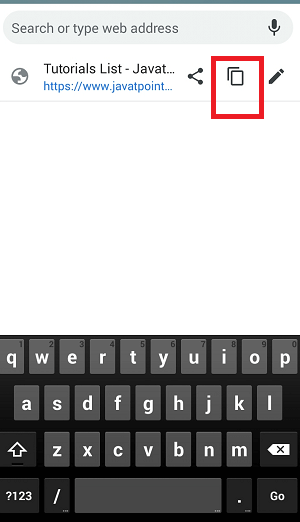 Search or type web address
Tutorials List - Javat...
https://www.javatpoint...
1 2 3 4 5 6 7 8 9 0
q w e r t y u i o p
a s d f g h j k l
z x c v b n m
?123 / . Go